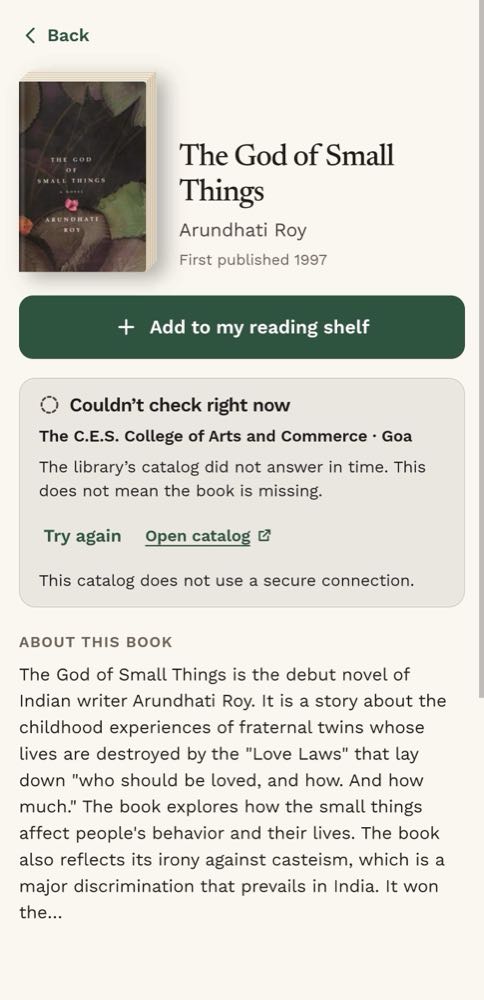 Back
THE GOD
OF
SMALL THINGS
A NOVEL
ARUNDHATI
ROY
The God of Small
Things
Arundhati Roy
First published 1997
Add to my reading shelf
Couldn’t check right now
The C.E.S. College of Arts and Commerce · Goa
The library’s catalog did not answer in time. This
does not mean the book is missing.
Try again Open catalog
This catalog does not use a secure connection.
ABOUT THIS BOOK
The God of Small Things is the debut novel of
Indian writer Arundhati Roy. It is a story about the
childhood experiences of fraternal twins whose
lives are destroyed by the "Love Laws" that lay
down "who should be loved, and how. And how
much." The book explores how the small things
affect people's behavior and their lives. The book
also reflects its irony against casteism, which is a
major discrimination that prevails in India. It won
the...